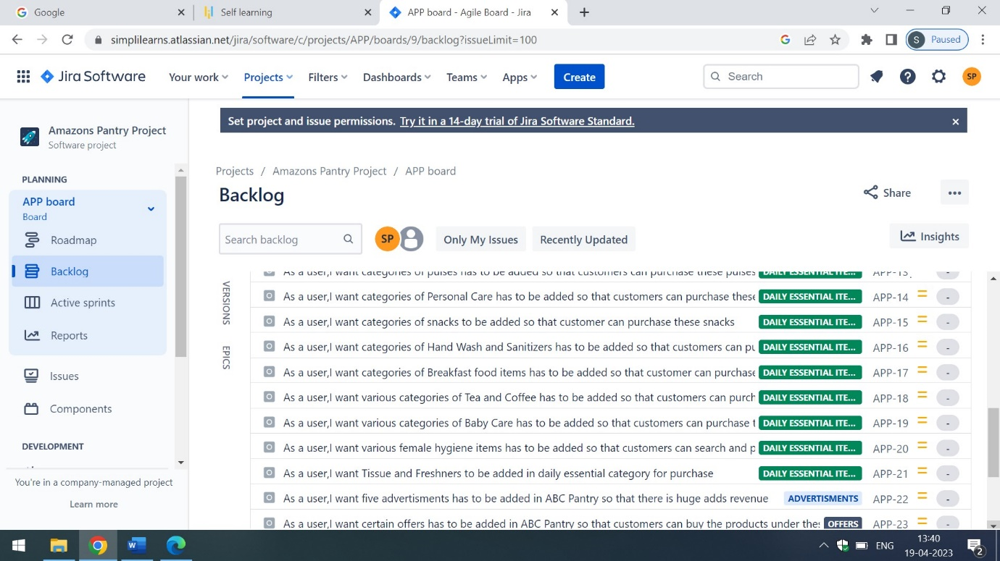 Google
Self learning
APP board - Agile Board - Jira
simplilearns.atlassian.net/jira/software/c/projects/APP/boards/9/backlog?issueLimit=100
S Paused
Jira Software Your work Projects Filters Dashboards Teams Apps Create Search SP
Amazons Pantry Project
Software project
PLANNING
APP board
Board
Roadmap
Backlog
Active sprints
Reports
Issues
Components
DEVELOPMENT
You're in a company-managed project
Learn more
Set project and issue permissions. Try it in a 14-day trial of Jira Software Standard.
Projects / Amazons Pantry Project / APP board
Backlog
Share
Search backlog SP Only My Issues Recently Updated Insights
VERSIONS
EPICS
As a user,I want categories of pulses has to be added so that customers can purchase these pulses DAILY ESSENTIAL ITE... APP-13 -
As a user,I want categories of Personal Care has to be added so that customers can purchase these DAILY ESSENTIAL ITE... APP-14 -
As a user,I want categories of snacks to be added so that customer can purchase these snacks DAILY ESSENTIAL ITE... APP-15 -
As a user,I want categories of Hand Wash and Sanitizers has to be added so that customers can pu DAILY ESSENTIAL ITE... APP-16 -
As a user,I want categories of Breakfast food items has to be added so that customer can purchase DAILY ESSENTIAL ITE... APP-17 -
As a user,I want various categories of Tea and Coffee has to be added so that customers can purch DAILY ESSENTIAL ITE... APP-18 -
As a user,I want various categories of Baby Care has to be added so that customers can purchase t DAILY ESSENTIAL ITE... APP-19 -
As a user,I want various female hygiene items has to be added so that customers can search and p DAILY ESSENTIAL ITE... APP-20 -
As a user,I want Tissue and Freshners to be added in daily essential category for purchase DAILY ESSENTIAL ITE... APP-21 -
As a user,I want five advertisments has to be added in ABC Pantry so that there is huge adds revenue ADVERTISMENTS APP-22 -
As a user,I want certain offers has to be added in ABC Pantry so that customers can buy the products under the OFFERS APP-23 -
ENG
13:40
19-04-2023
2